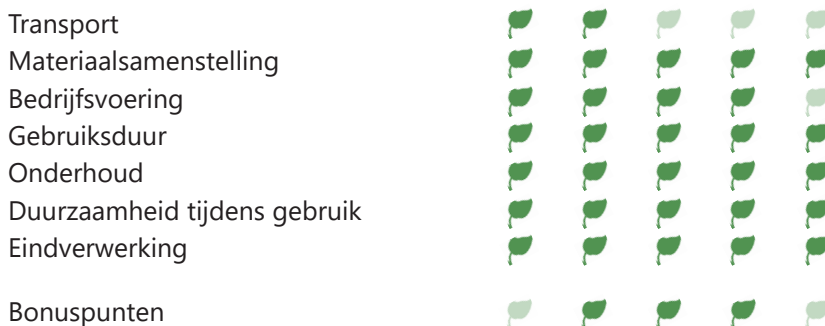 Transport
Materiaalsamenstelling
Bedrijfsvoering
Gebruiksduur
Onderhoud
Duurzaamheid tijdens gebruik
Eindverwerking
Bonuspunten